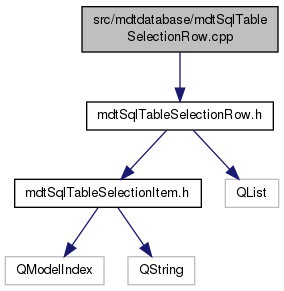 src/mdtdatabase/mdtSqlTable
SelectionRow.cpp
mdtSqlTableSelectionRow.h
mdtSqlTableSelectionItem.h
QList
QModelIndex
QString